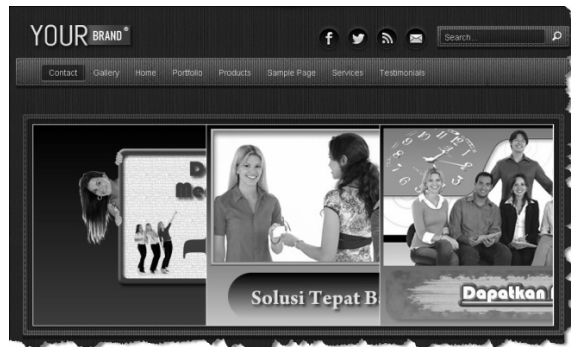 YOUR BRAND®
Search...
Contact Gallery Home Portfolio Products Sample Page Services Testimonials
Solusi Tepat
Dapatkan